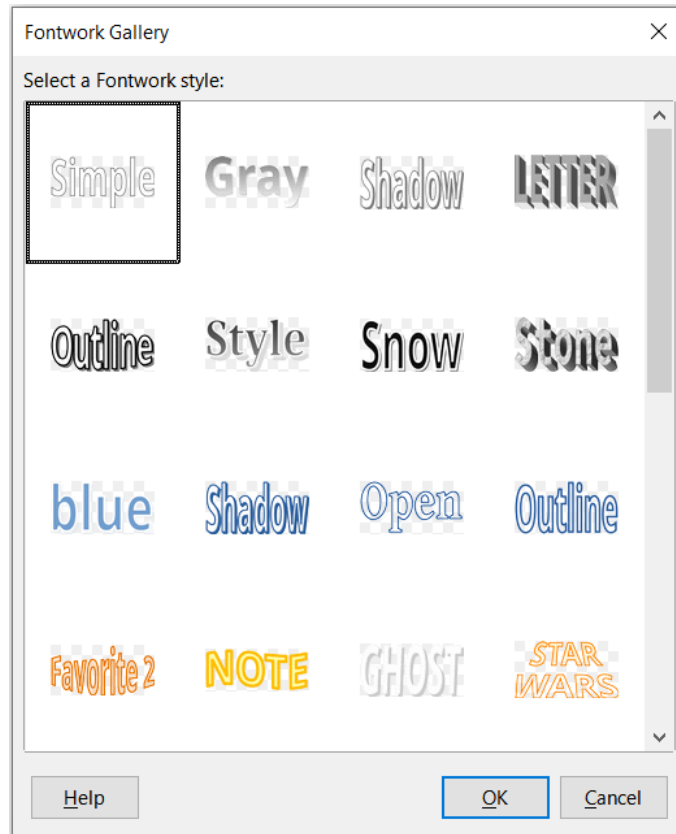 Fontwork Gallery
Select a Fontwork style:
Simple Gray Shadow LETTER
Outline Style Snow Stone
blue Shadow Open Outline
Favorite 2 NOTE GHOST STAR WARS
Help OK Cancel